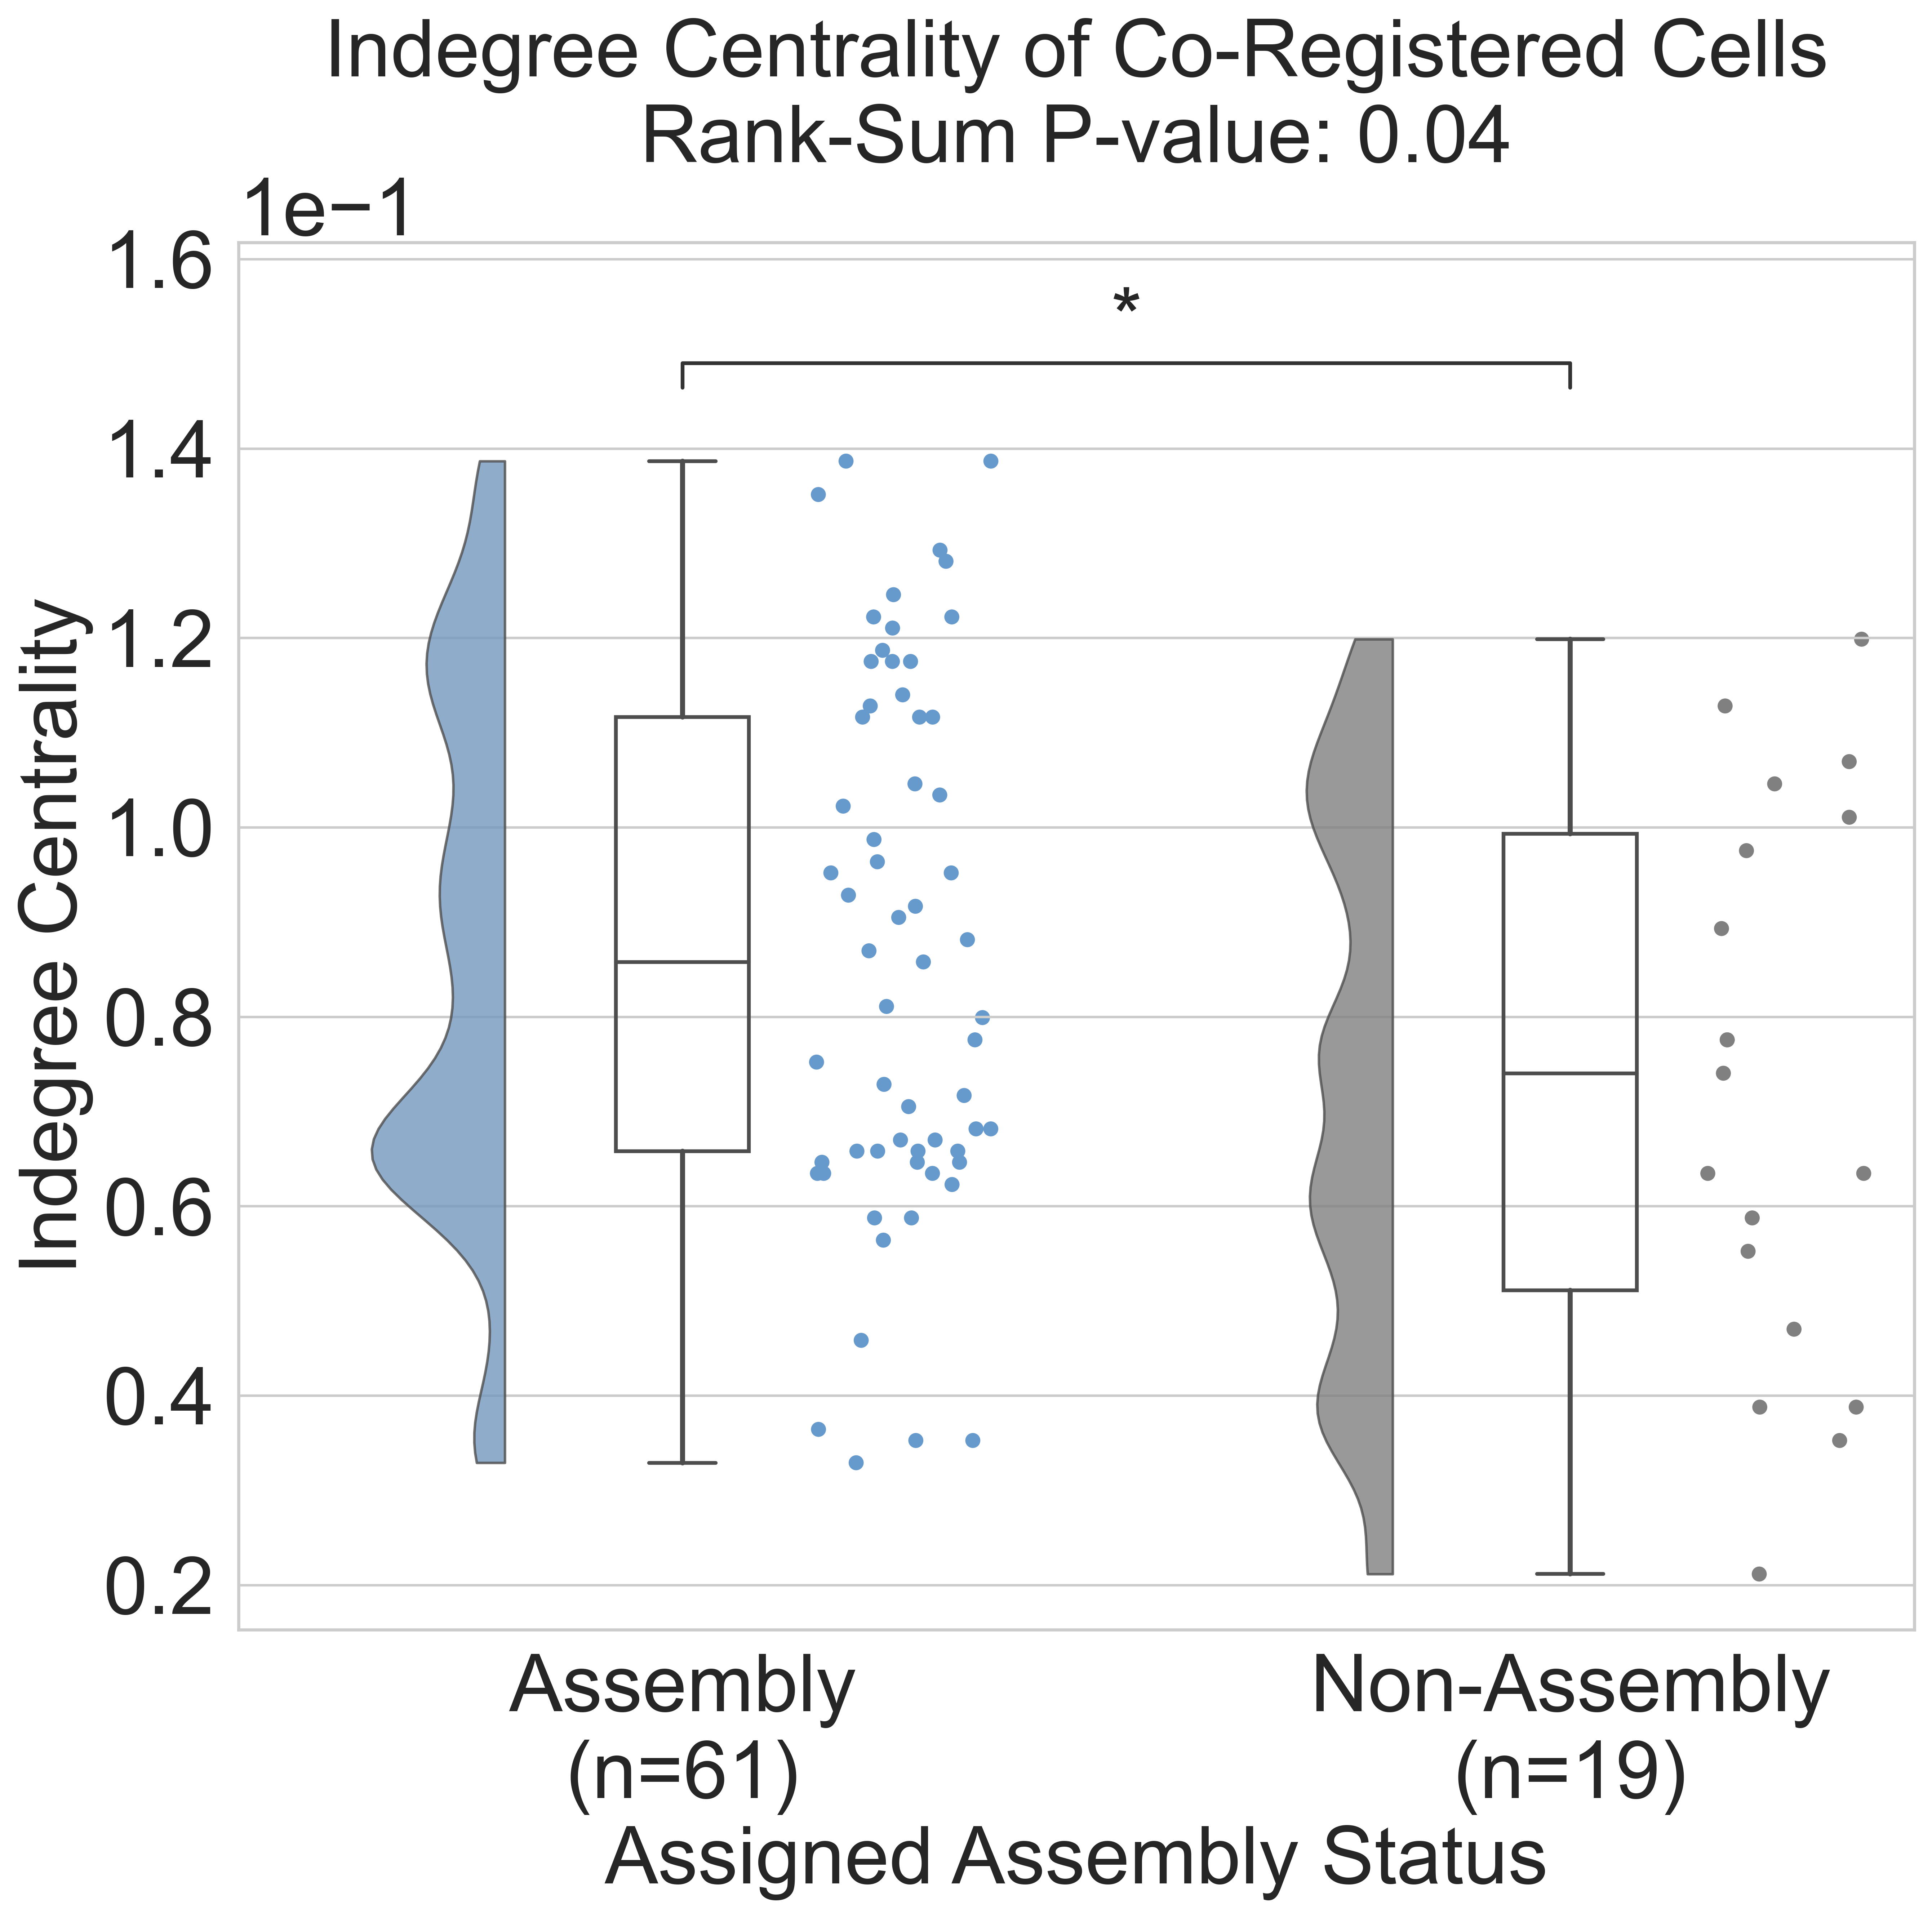 Indegree Centrality of Co-Registered Cells
Rank-Sum P-value: 0.04
1e−1
1.6
*
1.4
1.2
1.0
0.8
0.6
0.4
0.2
Indegree Centrality
Assembly
(n=61)
Non-Assembly
(n=19)
Assigned Assembly Status